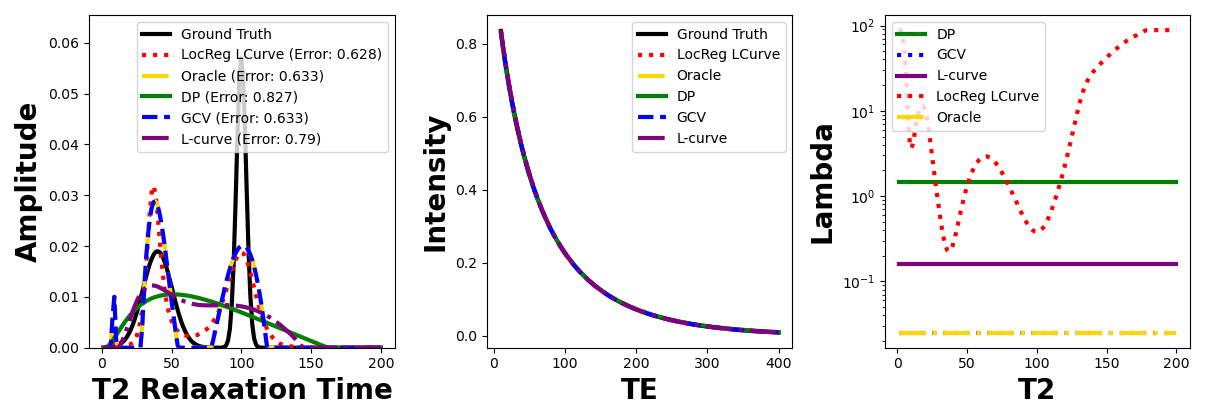 Amplitude
0.06
0.05
0.04
0.03
0.02
0.01
0.00
0
50
100
150
200
T2 Relaxation Time
Ground Truth
LocReg LCurve (Error: 0.628)
Oracle (Error: 0.633)
DP (Error: 0.827)
GCV (Error: 0.633)
L-curve (Error: 0.79)
Intensity
0.8
0.6
0.4
0.2
0.0
0
100
200
300
400
TE
Ground Truth
LocReg LCurve
Oracle
DP
GCV
L-curve
Lambda
10²
10¹
10⁰
10⁻¹
0
50
100
150
200
T2
DP
GCV
L-curve
LocReg LCurve
Oracle